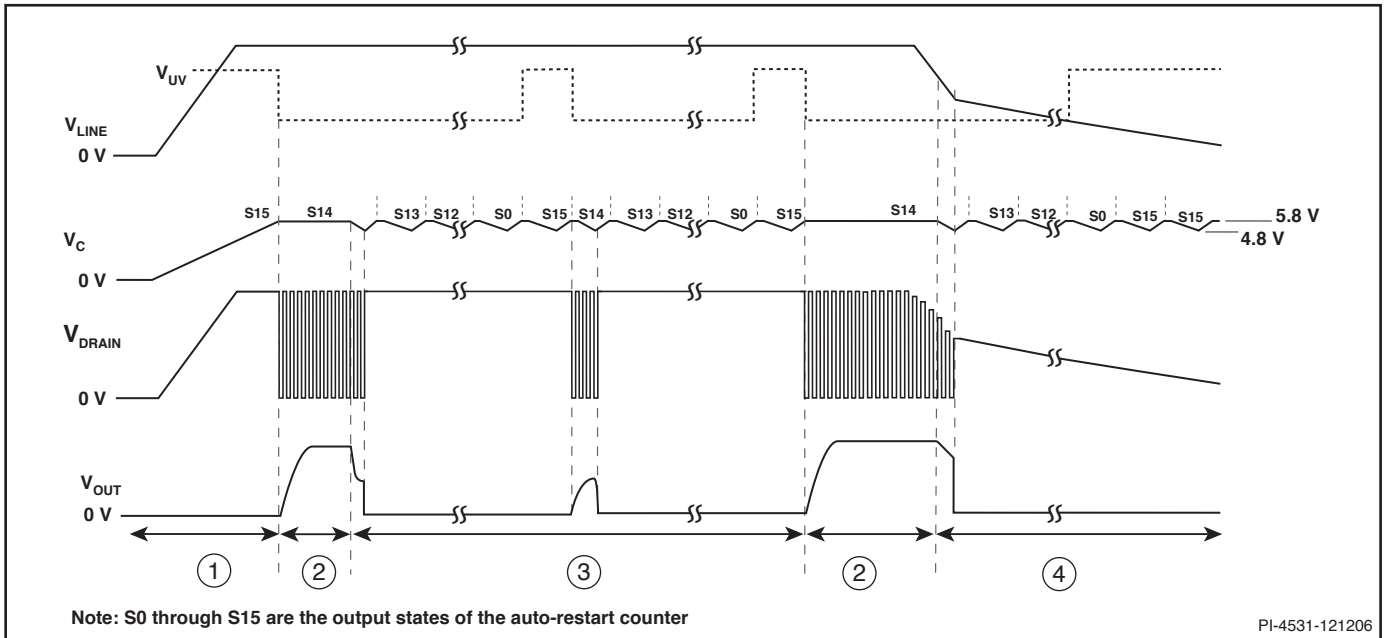 V_UV
V_LINE
0 V
S15 S14 S13 S12 S0 S15 S14 S13 S12 S0 S15 S14 S13 S12 S0 S15 S15 5.8 V
4.8 V
V_C
0 V
V_DRAIN
0 V
V_OUT
0 V
1 2 3 2 4
Note: S0 through S15 are the output states of the auto-restart counter
PI-4531-121206